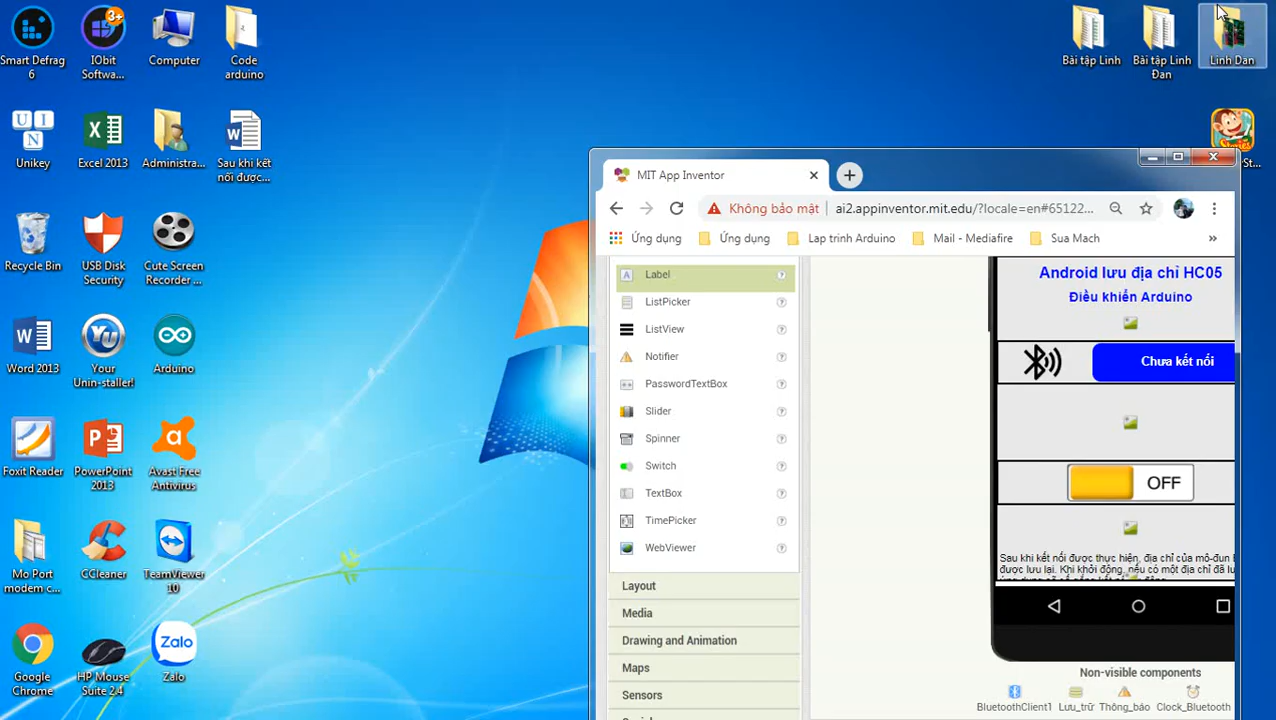 Smart Defrag
6
3+
IObit
Softwa...
Computer
Code
arduino
Bài tập Linh
Bài tập Linh
Đan
Linh Dan
UIN
Unikey
Excel 2013
Administra...
Sau khi kết
nối được...
Recycle Bin
USB Disk
Security
Cute Screen
Recorder ...
Word 2013
Your
Unin-staller!
Arduino
Foxit Reader
PowerPoint
2013
Avast Free
Antivirus
Mo Port
modem c...
CCleaner
TeamViewer
10
Google
Chrome
HP Mouse
Suite 2.4
Zalo
Zalo
MIT App Inventor
Không bảo mật
ai2.appinventor.mit.edu/?locale=en#65122...
Ứng dụng
Ứng dụng
Lap trinh Arduino
Mail - Mediafire
Sua Mach
»
Label
ListPicker
ListView
Notifier
PasswordTextBox
Slider
Spinner
Switch
TextBox
TimePicker
WebViewer
Layout
Media
Drawing and Animation
Maps
Sensors
Android lưu địa chỉ HC05
Điều khiển Arduino
Chưa kết nối
OFF
Sau khi kết nối được thực hiện, địa chỉ của mô-đun
được lưu lại. Khi khởi động, nếu có một địa chỉ đã lư
Non-visible components
BluetoothClient1
Lưu_trữ
Thông_báo
Clock_Bluetooth